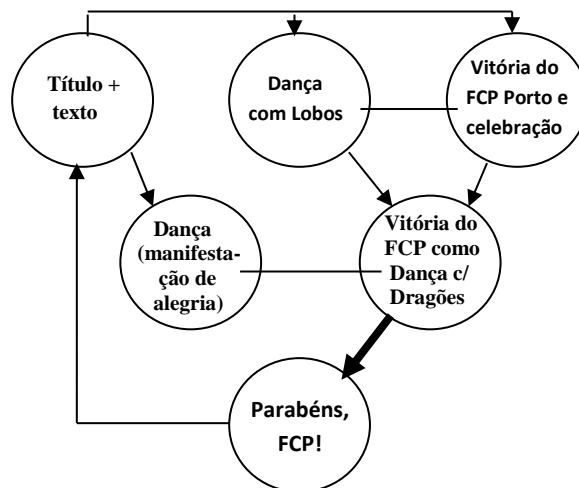 Título +
texto
Dança
com Lobos
Vitória do
FCP Porto e
celebração
Dança
(manifesta-
ção de
alegria)
Vitória do
FCP como
Dança c/
Dragões
Parabéns,
FCP!